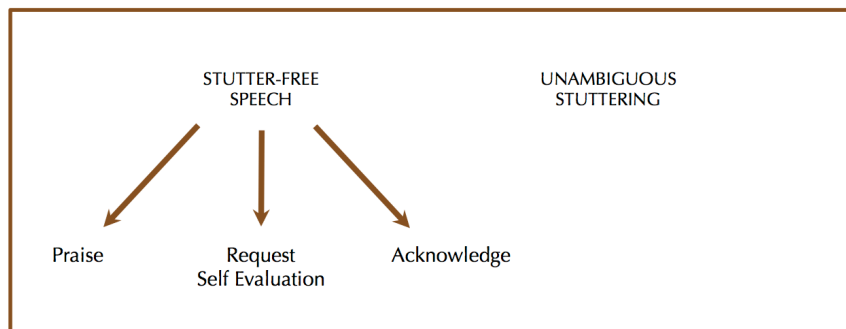 STUTTER-FREE
SPEECH
UNAMBIGUOUS
STUTTERING
Praise
Request
Self Evaluation
Acknowledge